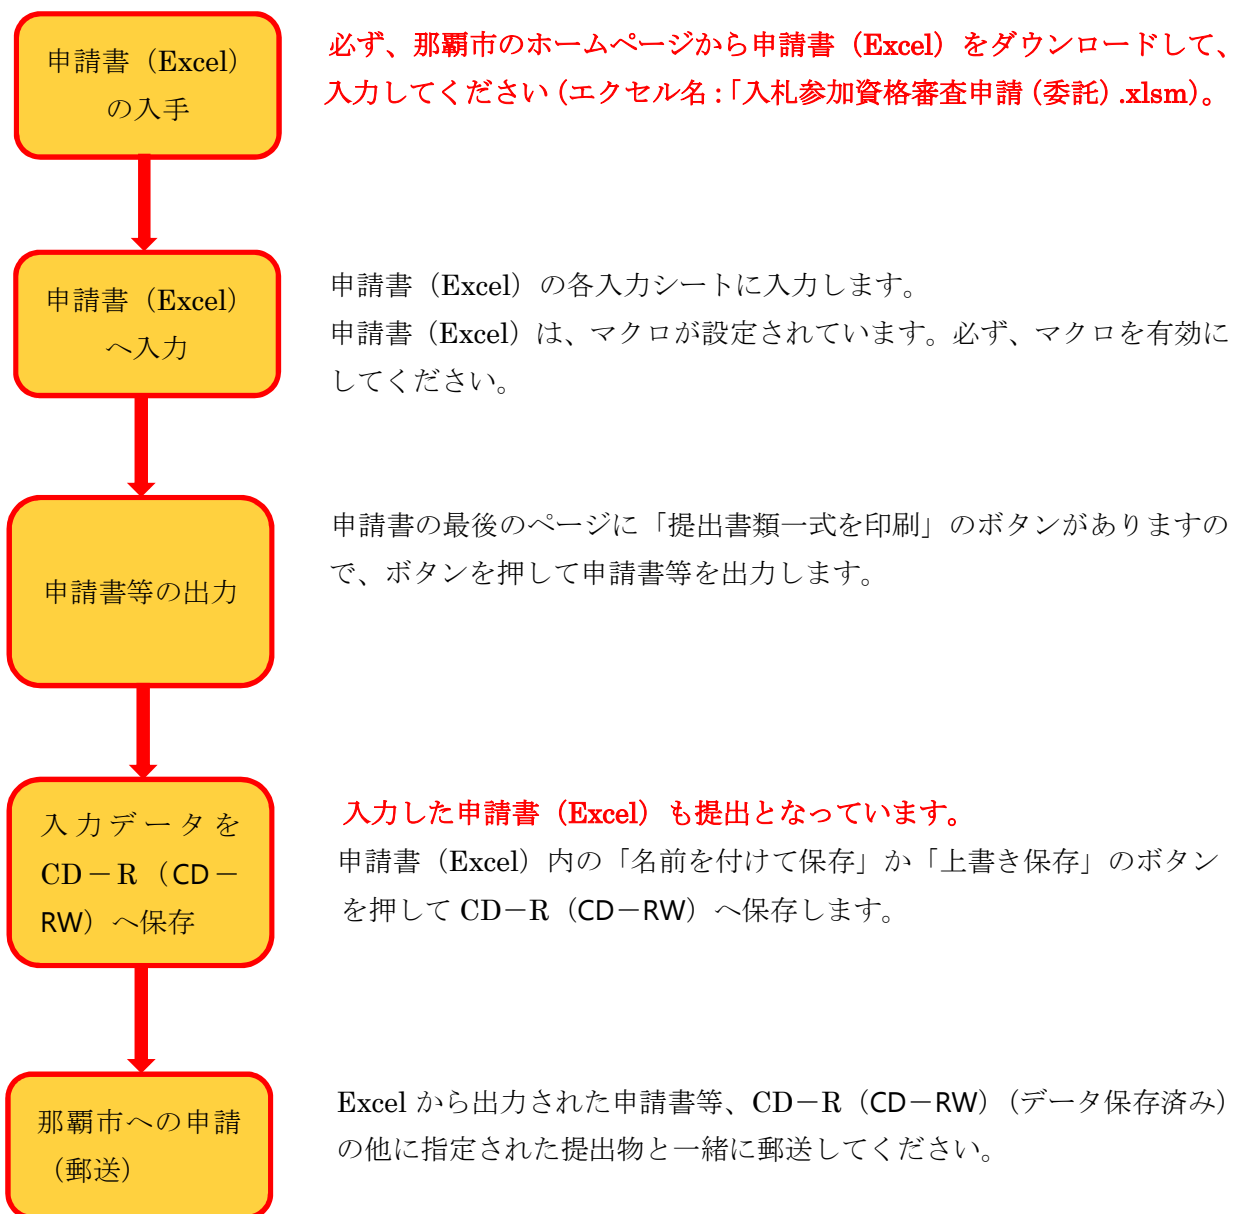 申請書（Excel）
の入手
必ず、那覇市のホームページから申請書（Excel）をダウンロードして、
入力してください（エクセル名：「入札参加資格審査申請（委託）.xlsm）。
申請書（Excel）
へ入力
申請書（Excel）の各入力シートに入力します。
申請書（Excel）は、マクロが設定されています。必ず、マクロを有効に
してください。
申請書等の出力
申請書の最後のページに「提出書類一式を印刷」のボタンがありますの
で、ボタンを押して申請書等を出力します。
入力データを
CD－R（CD－
RW）へ保存
入力した申請書（Excel）も提出となっています。
申請書（Excel）内の「名前を付けて保存」か「上書き保存」のボタン
を押して CD－R（CD－RW）へ保存します。
那覇市への申請
（郵送）
Excel から出力された申請書等、CD－R（CD－RW）（データ保存済み）
の他に指定された提出物と一緒に郵送してください。